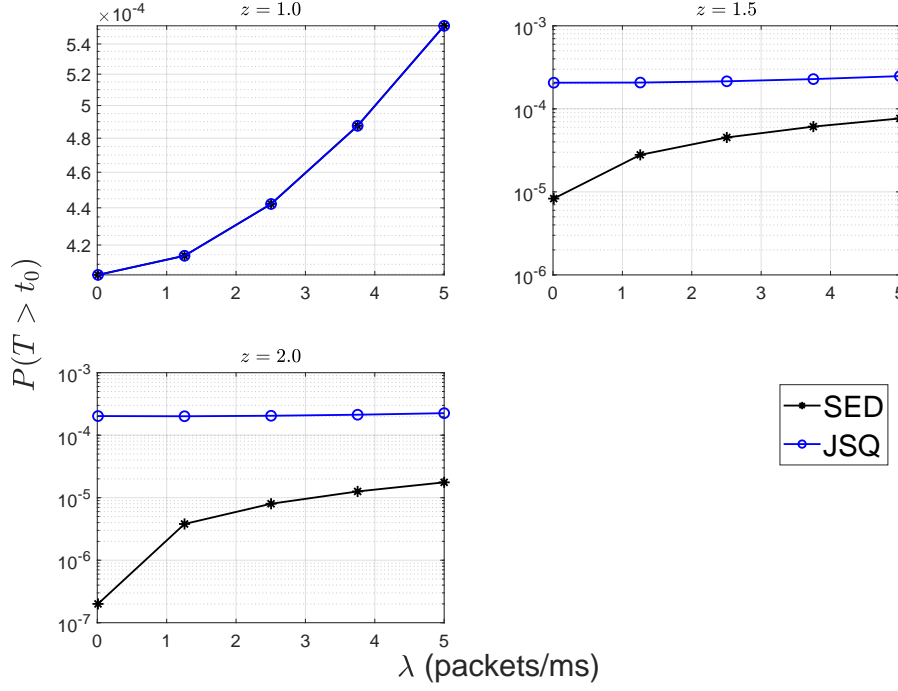 ×10⁻⁴
z = 1.0
5.4
5.2
5
4.8
4.6
4.4
4.2
0 1 2 3 4 5
z = 1.5
10⁻³
10⁻⁴
10⁻⁵
10⁻⁶
0 1 2 3 4 5
P(T > t₀)
z = 2.0
10⁻³
10⁻⁴
10⁻⁵
10⁻⁶
10⁻⁷
0 1 2 3 4 5
SED
JSQ
λ (packets/ms)